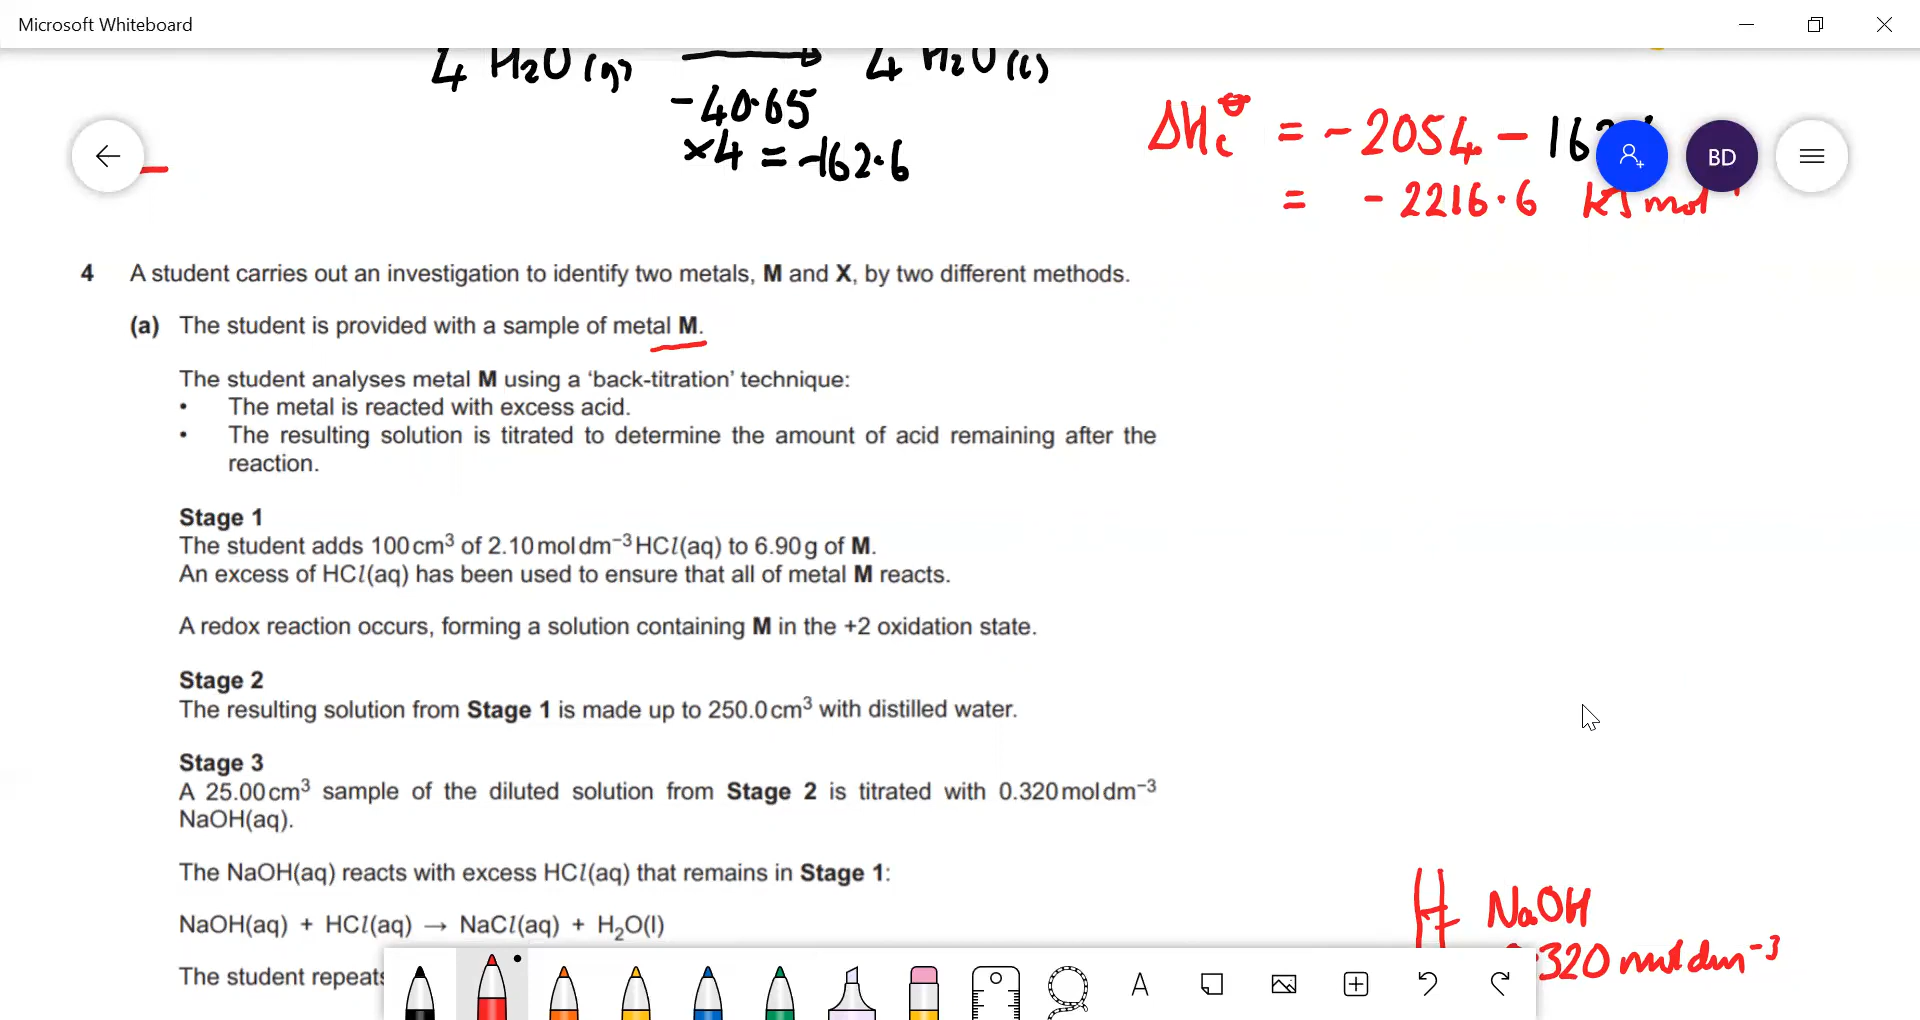 Microsoft Whiteboard
4 H₂O(g) → 4 H₂O(l)
-40.65
×4 = -162.6
ΔHc⦵ = -2054 - 16
= -2216.6 kJ mol
BD
4 A student carries out an investigation to identify two metals, M and X, by two different methods.
(a) The student is provided with a sample of metal M.
The student analyses metal M using a ‘back-titration’ technique:
• The metal is reacted with excess acid.
• The resulting solution is titrated to determine the amount of acid remaining after the
reaction.
Stage 1
The student adds 100 cm³ of 2.10 mol dm⁻³ HCl(aq) to 6.90 g of M.
An excess of HCl(aq) has been used to ensure that all of metal M reacts.
A redox reaction occurs, forming a solution containing M in the +2 oxidation state.
Stage 2
The resulting solution from Stage 1 is made up to 250.0 cm³ with distilled water.
Stage 3
A 25.00 cm³ sample of the diluted solution from Stage 2 is titrated with 0.320 mol dm⁻³
NaOH(aq).
The NaOH(aq) reacts with excess HCl(aq) that remains in Stage 1:
NaOH
NaOH(aq) + HCl(aq) → NaCl(aq) + H₂O(l)
.320 mol dm⁻³
The student repeats
A